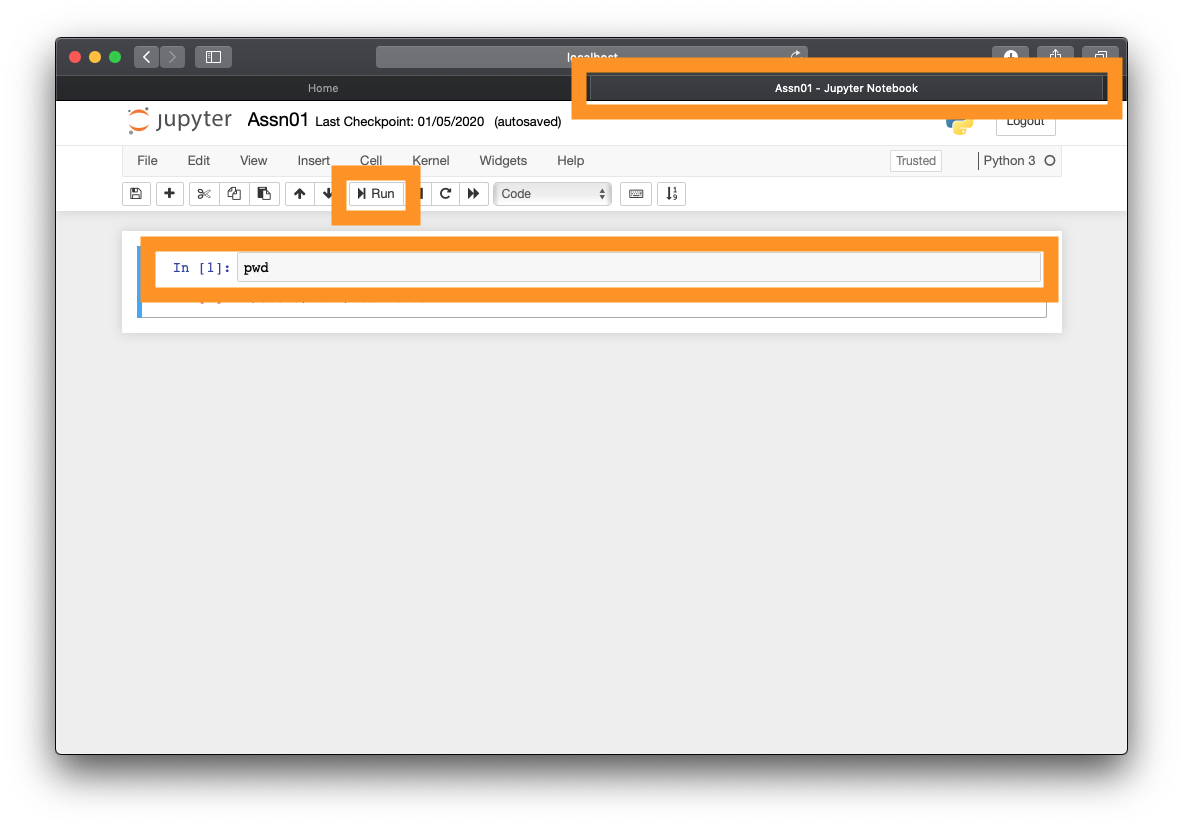 localhost
Home
Assn01 - Jupyter Notebook
jupyter Assn01 Last Checkpoint: 01/05/2020 (autosaved)
Logout
File Edit View Insert Cell Kernel Widgets Help
Trusted
Python 3
Run
Code
In [1]: pwd